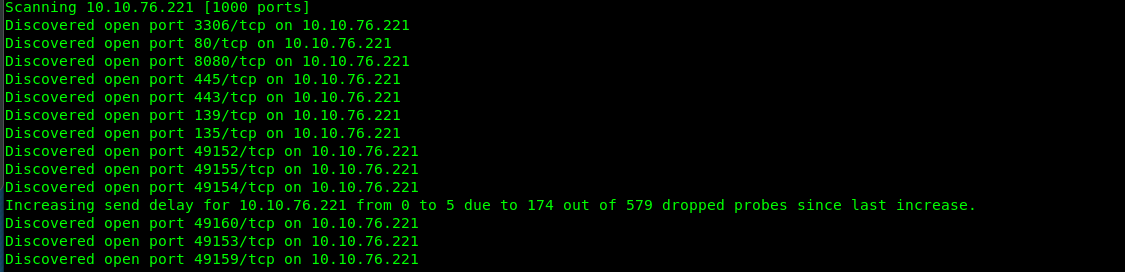 Scanning 10.10.76.221 [1000 ports]
Discovered open port 3306/tcp on 10.10.76.221
Discovered open port 80/tcp on 10.10.76.221
Discovered open port 8080/tcp on 10.10.76.221
Discovered open port 445/tcp on 10.10.76.221
Discovered open port 443/tcp on 10.10.76.221
Discovered open port 139/tcp on 10.10.76.221
Discovered open port 135/tcp on 10.10.76.221
Discovered open port 49152/tcp on 10.10.76.221
Discovered open port 49155/tcp on 10.10.76.221
Discovered open port 49154/tcp on 10.10.76.221
Increasing send delay for 10.10.76.221 from 0 to 5 due to 174 out of 579 dropped probes since last increase.
Discovered open port 49160/tcp on 10.10.76.221
Discovered open port 49153/tcp on 10.10.76.221
Discovered open port 49159/tcp on 10.10.76.221